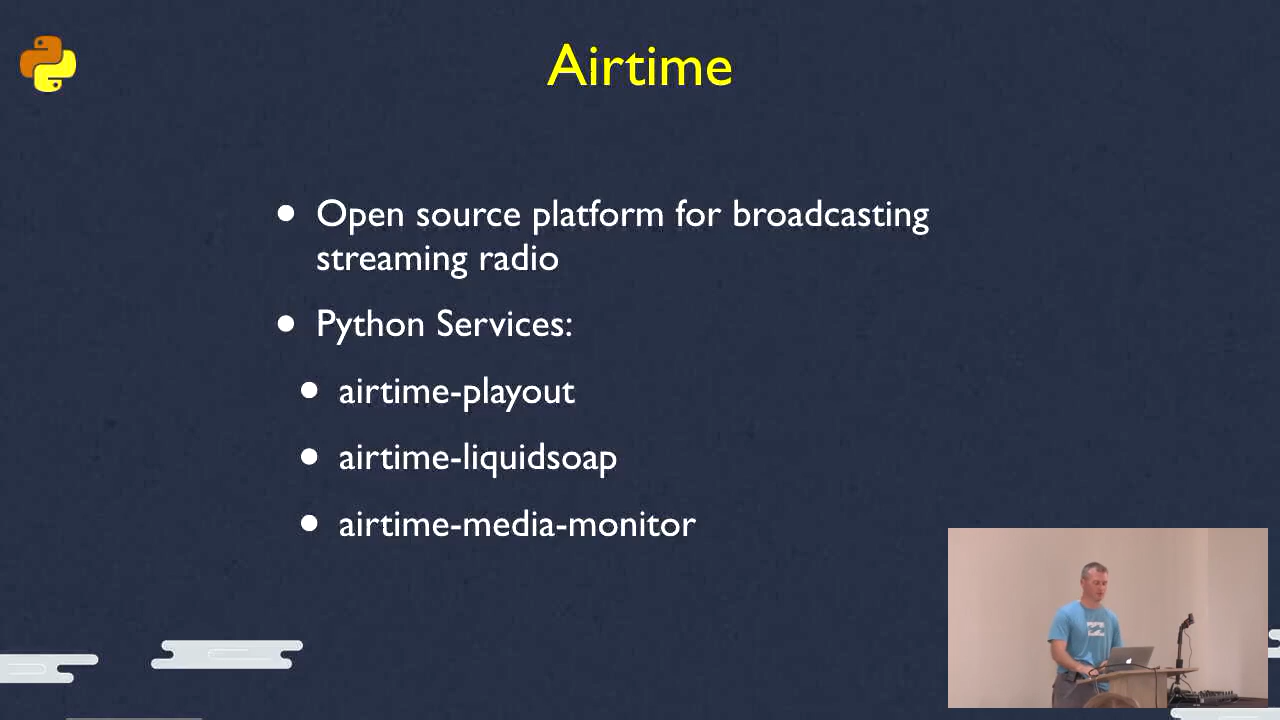 Airtime
• Open source platform for broadcasting
streaming radio
• Python Services:
• airtime-playout
• airtime-liquidsoap
• airtime-media-monitor